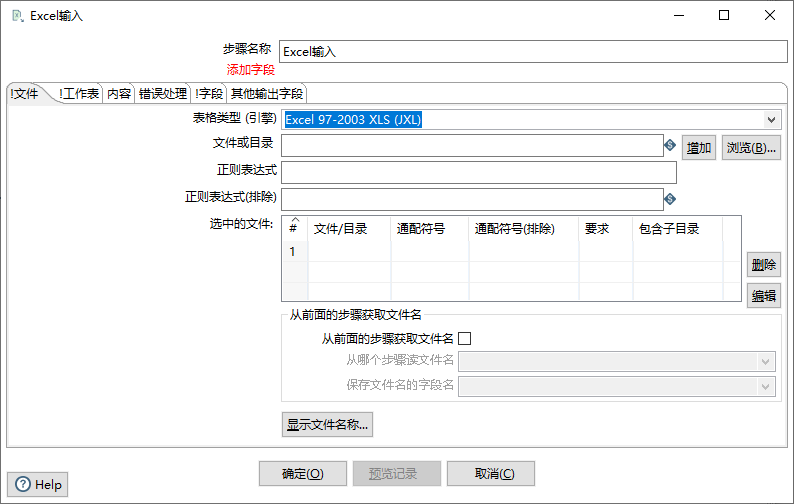 Excel输入
步骤名称 Excel输入
添加字段
!文件 !工作表 内容 错误处理 !字段 其他输出字段
表格类型 (引擎) Excel 97-2003 XLS (JXL)
文件或目录 增加 浏览(B)...
正则表达式
正则表达式(排除)
选中的文件: # 文件/目录 通配符号 通配符号(排除) 要求 包含子目录
1
删除
编辑
从前面的步骤获取文件名
从前面的步骤获取文件名
从哪个步骤读文件名
保存文件名的字段名
显示文件名称...
确定(O) 预览记录 取消(C)
Help